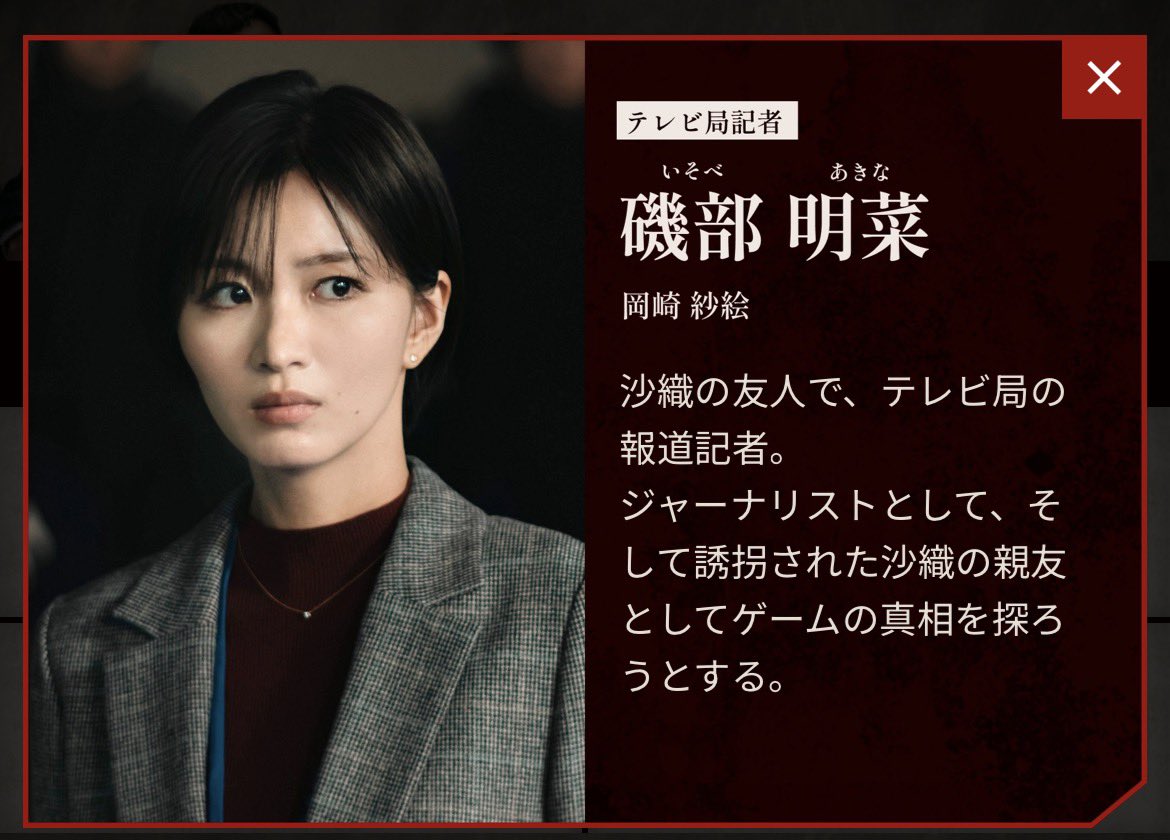 テレビ局記者
いそべ あきな
磯部 明菜
岡崎 紗絵
沙織の友人で、テレビ局の
報道記者。
ジャーナリストとして、そ
して誘拐された沙織の親友
としてゲームの真相を探ろ
うとする。